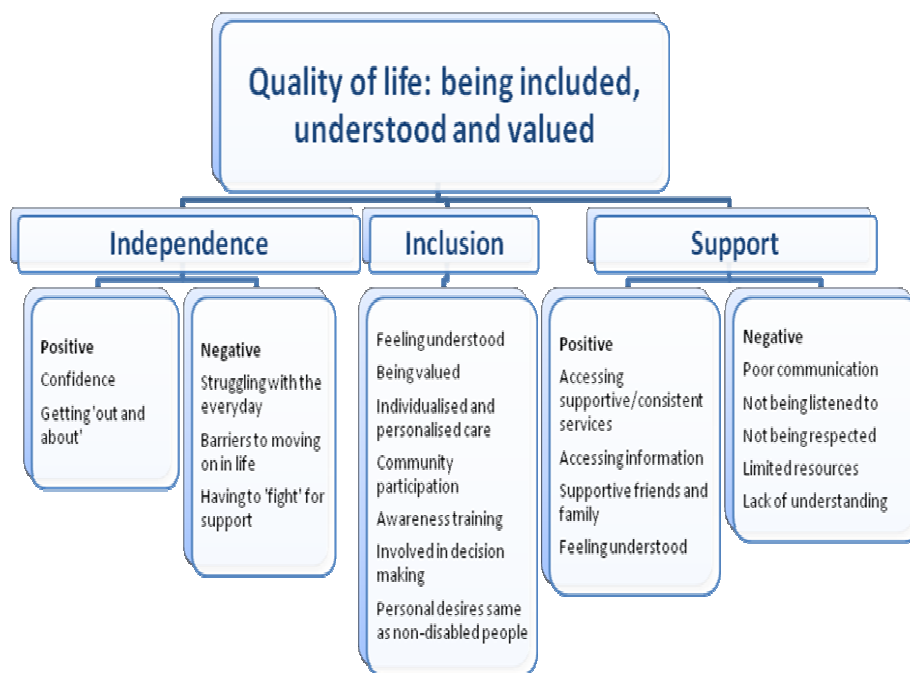 Quality of life: being included,
understood and valued
Independence
Inclusion
Support
Positive
Confidence
Getting 'out and
about'
Negative
Struggling with the
everyday
Barriers to moving
on in life
Having to 'fight' for
support
Feeling understood
Being valued
Individualised and
personalised care
Community
participation
Awareness training
Involved in decision
making
Personal desires same
as non-disabled people
Positive
Accessing
supportive/consistent
services
Accessing information
Supportive friends and
family
Feeling understood
Negative
Poor communication
Not being listened to
Not being respected
Limited resources
Lack of understanding